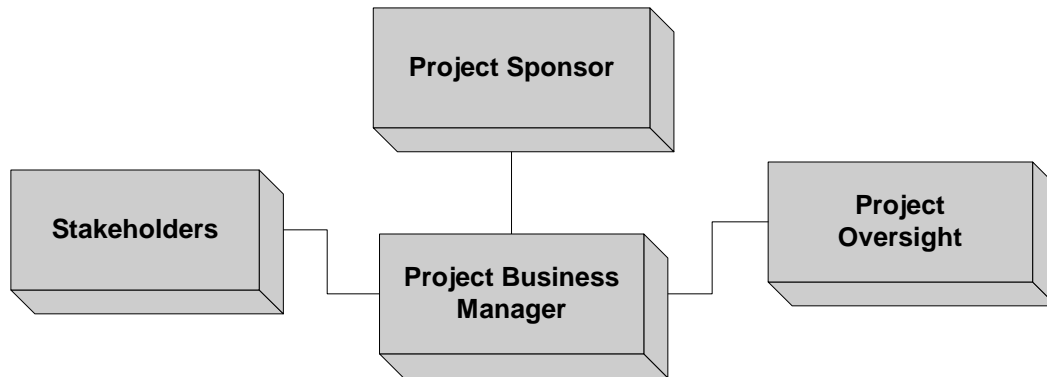 Project Sponsor
Stakeholders
Project
Oversight
Project Business
Manager